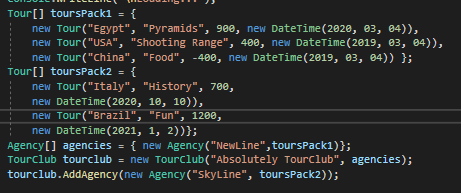 Tour[] toursPack1 = {
new Tour("Egypt", "Pyramids", 900, new DateTime(2020, 03, 04)),
new Tour("USA", "Shooting Range", 400, new DateTime(2019, 03, 04)),
new Tour("China", "Food", -400, new DateTime(2019, 03, 04)) };
Tour[] toursPack2 = {
new Tour("Italy", "History", 700,
new DateTime(2020, 10, 10)),
new Tour("Brazil", "Fun", 1200,
new DateTime(2021, 1, 2))};
Agency[] agencies = { new Agency("NewLine",toursPack1)};
TourClub tourclub = new TourClub("Absolutely TourClub", agencies);
tourclub.AddAgency(new Agency("SkyLine", toursPack2));